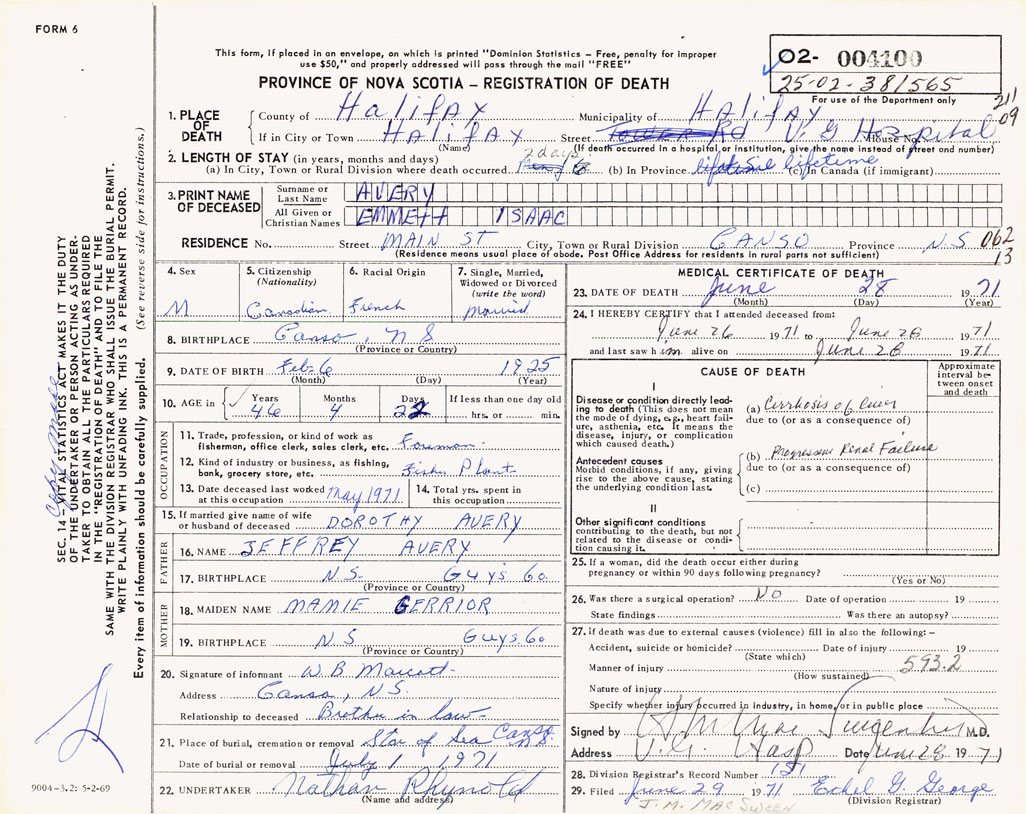 FORM 6
This form, if placed in an envelope, on which is printed "Dominion Statistics – Free, penalty for improper
use $50," and properly addressed will pass through the mail "FREE"
PROVINCE OF NOVA SCOTIA – REGISTRATION OF DEATH
02- 004100
25-02-381565
For use of the Department only
211
09
1. PLACE OF DEATH
County of Halifax Municipality of Halifax
If in City or Town Halifax Street Tower Rd V. G Hospital House No.
(Name) (If death occurred in a hospital or institution, give the name instead of street and number)
2. LENGTH OF STAY (in years, months and days) 2 days
(a) In City, Town or Rural Division where death occurred (b) In Province lifetime lifetime (c) In Canada (if immigrant)
3. PRINT NAME OF DECEASED
Surname or Last Name AVERY
All Given or Christian Names EMMETT ISAAC
RESIDENCE No. Street MAIN ST City, Town or Rural Division CANSO Province N.S.
062
13
(Residence means usual place of abode. Post Office Address for residents in rural parts not sufficient)
4. Sex
M
5. Citizenship (Nationality)
Canadian
6. Racial Origin
French
7. Single, Married, Widowed or Divorced (write the word)
Married
8. BIRTHPLACE Canso, N S
(Province or Country)
9. DATE OF BIRTH Feb. 6 1925
(Month) (Day) (Year)
10. AGE in Years Months Days If less than one day old
46 4 22 hrs. or min.
OCCUPATION
11. Trade, profession, or kind of work as
fisherman, office clerk, sales clerk, etc. Foreman
12. Kind of industry or business, as fishing,
bank, grocery store, etc. Fish Plant
13. Date deceased last worked at this occupation May 1971
14. Total yrs. spent in this occupation
15. If married give name of wife
or husband of deceased DOROTHY AVERY
FATHER
16. NAME JEFFREY AVERY
17. BIRTHPLACE N.S. Guy's Co.
(Province or Country)
MOTHER
18. MAIDEN NAME MAMIE GERRIOR
19. BIRTHPLACE N S Guys. Co
(Province or Country)
20. Signature of informant W B
Address Canso, N.S.
Relationship to deceased Brother in law
21. Place of burial, cremation or removal Star of Sea Canso N.S.
Date of burial or removal July 1 1971
22. UNDERTAKER Nathan Rhynold
(Name and address)
MEDICAL CERTIFICATE OF DEATH
23. DATE OF DEATH June 28 1971
(Month) (Day) (Year)
24. I HEREBY CERTIFY that I attended deceased from:
June 26 1971 to June 28 1971
and last saw him alive on June 28 1971
CAUSE OF DEATH
Approximate interval between onset and death
I
Disease or condition directly leading to death (This does not
mean the mode of dying, e.g., heart failure, asthenia, etc. It means the
disease, injury, or complication
which caused death.)
(a) Cirrhosis of Liver
due to (or as a consequence of)
Antecedent causes
Morbid conditions, if any, giving
rise to the above cause, stating
the underlying condition last.
(b) Progressive Renal Failure
due to (or as a consequence of)
(c)
II
Other significant conditions
contributing to the death, but not
related to the disease or condition causing it.
25. If a woman, did the death occur either during
pregnancy or within 90 days following pregnancy?
(Yes or No)
26. Was there a surgical operation? NO Date of operation 19
State findings Was there an autopsy?
27. If death was due to external causes (violence) fill in also the following: –
Accident, suicide or homicide? Date of injury 19
(State which)
Manner of injury 593.2
(How sustained)
Nature of injury
Specify whether injury occurred in industry, in home, or in public place
Signed by M.D.
Address V.G. Hosp Date June 28 1971
28. Division Registrar's Record Number 151
29. Filed June 29 1971 Ethel G. George
(Division Registrar)
J. M. MAC SWEEN
SEC. 14 – VITAL STATISTICS ACT MAKES IT THE DUTY
OF THE UNDERTAKER OR PERSON ACTING AS UNDERTAKER
TO OBTAIN ALL THE PARTICULARS REQUIRED
IN THE "REGISTRATION OF DEATH" AND TO FILE THE
SAME WITH THE DIVISION REGISTRAR WHO SHALL ISSUE THE BURIAL PERMIT.
WRITE PLAINLY WITH UNFADING INK. THIS IS A PERMANENT RECORD.
Every item of information should be carefully supplied. (See reverse side for instructions.)
9004-3.2: 5-2-69